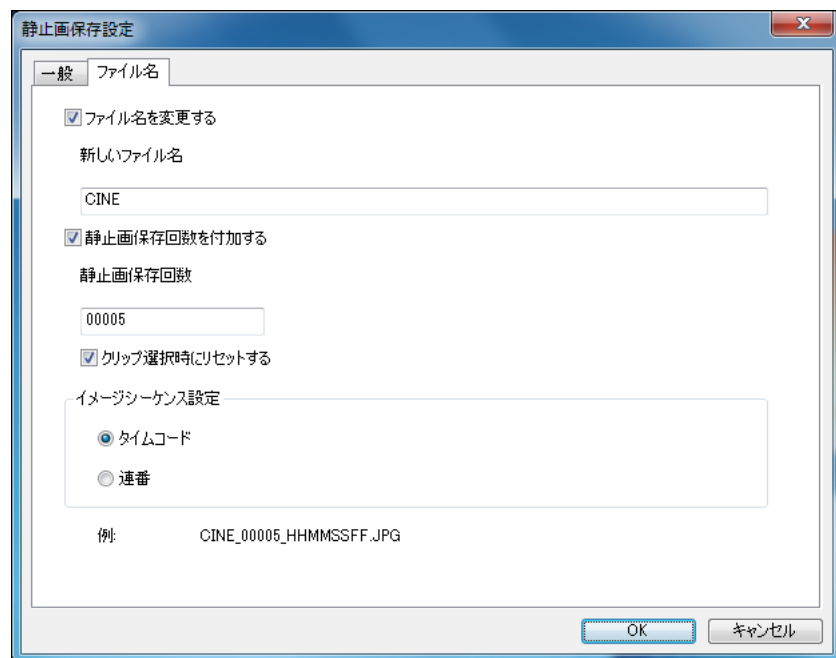 静止画保存設定
一般 ファイル名
ファイル名を変更する
新しいファイル名
CINE
静止画保存回数を付加する
静止画保存回数
00005
クリップ選択時にリセットする
イメージシーケンス設定
タイムコード
連番
例: CINE_00005_HHMMSSFF.JPG
OK キャンセル